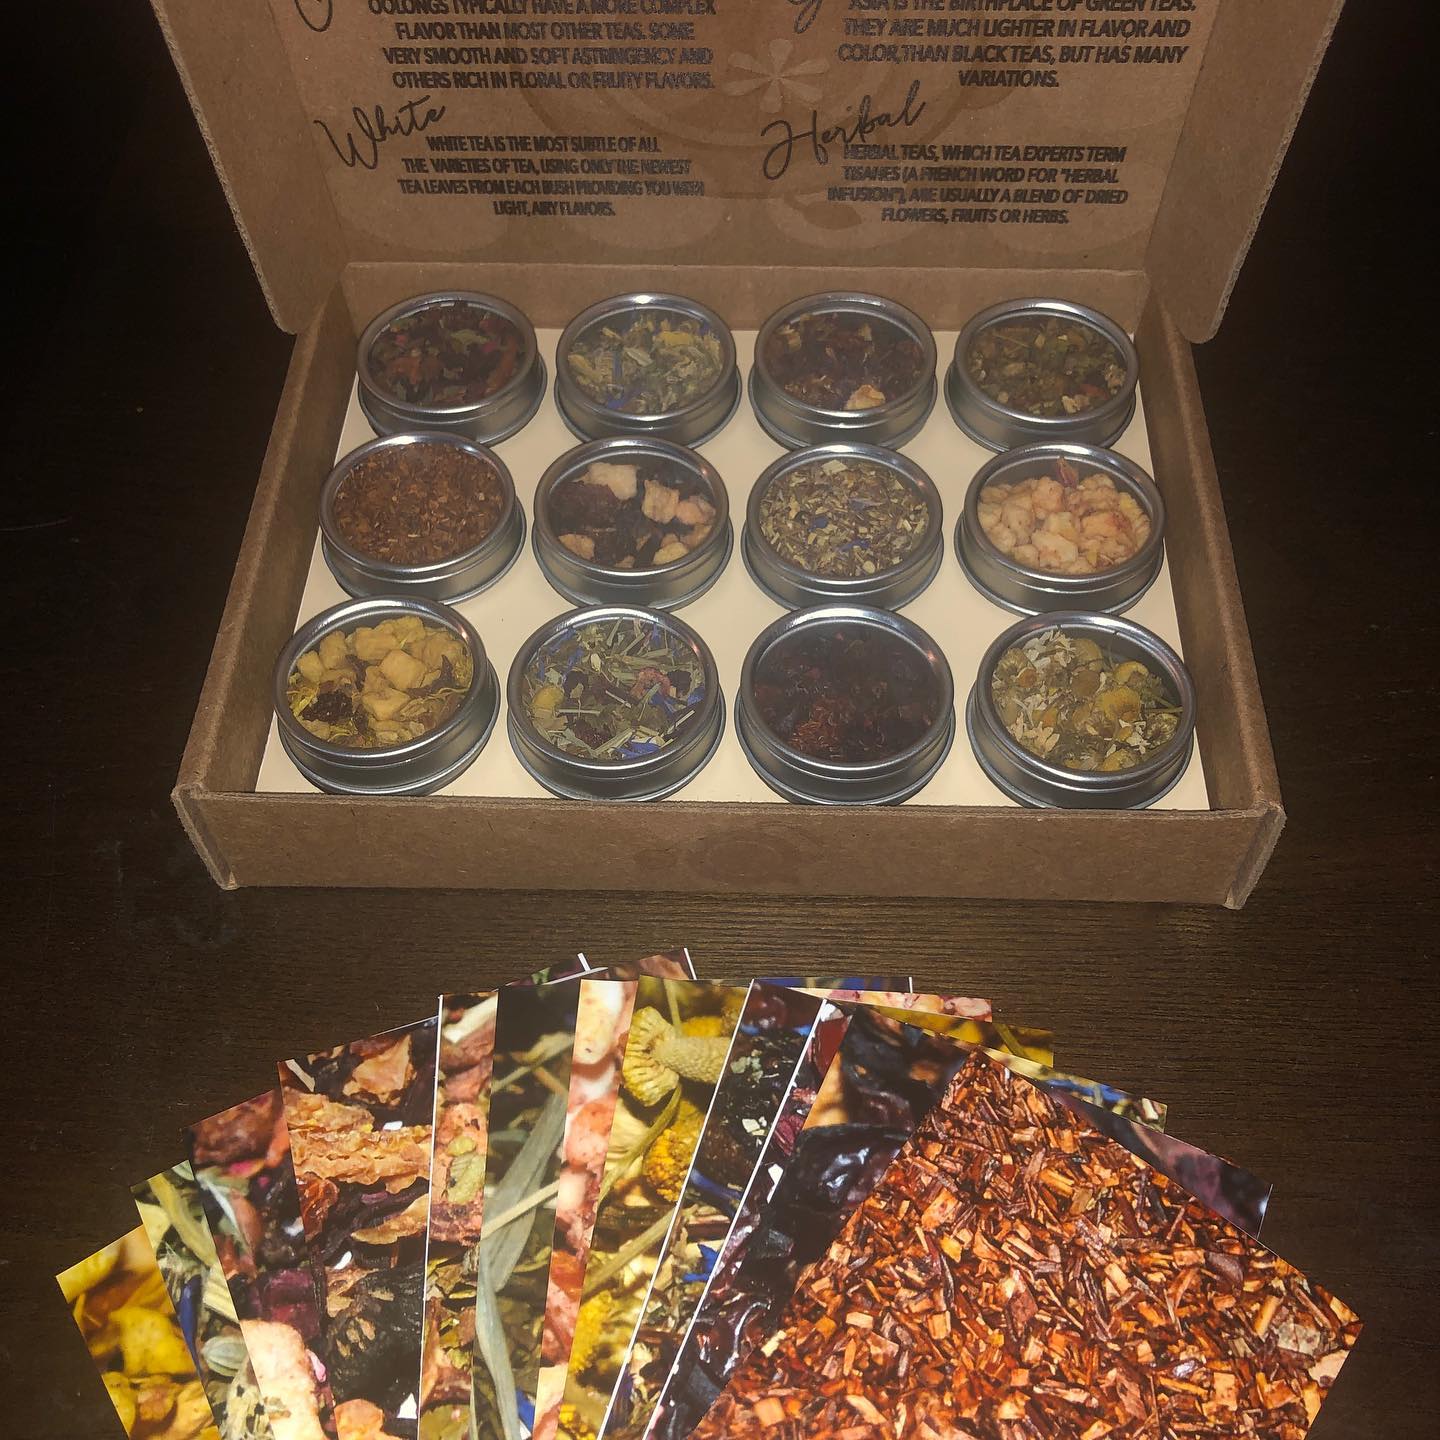 OOLONGS TYPICALLY HAVE A MORE COMPLEX
FLAVOR THAN MOST OTHER TEAS. SOME
VERY SMOOTH AND SOFT ASTRINGENCY AND
OTHERS RICH IN FLORAL OR FRUITY FLAVORS.
ASIA IS THE BIRTHPLACE OF GREEN TEAS.
THEY ARE MUCH LIGHTER IN FLAVOR AND
COLOR, THAN BLACK TEAS, BUT HAS MANY
VARIATIONS.
White
WHITE TEA IS THE MOST SUBTLE OF ALL
THE VARIETIES OF TEA, USING ONLY THE NEWEST
TEA LEAVES FROM EACH BUSH PROVIDING YOU WITH
LIGHT, AIRY FLAVORS.
Herbal
HERBAL TEAS, WHICH TEA EXPERTS TERM
TISANES (A FRENCH WORD FOR "HERBAL
INFUSION"), ARE USUALLY A BLEND OF DRIED
FLOWERS, FRUITS OR HERBS.